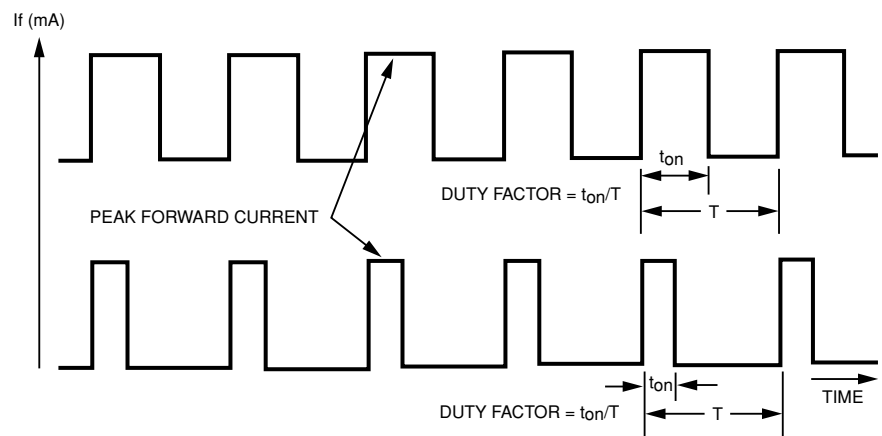 If (mA)
ton
DUTY FACTOR = ton/T
T
PEAK FORWARD CURRENT
ton
TIME
DUTY FACTOR = ton/T
T